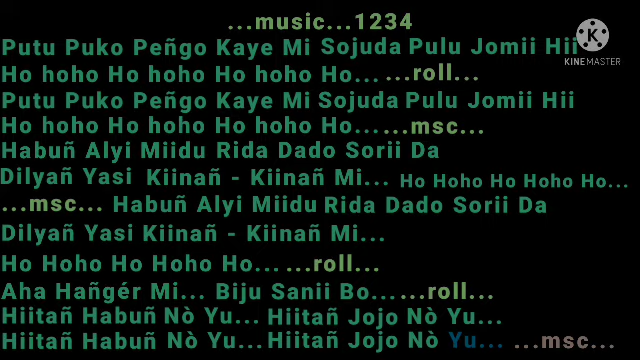 ...music...1234
Putu Puko Peñgo Kaye Mi Sojuda Pulu Jomii Hii
K
KINEMASTER
Ho hoho Ho hoho Ho hoho Ho... ...roll...
Putu Puko Peñgo Kaye Mi Sojuda Pulu Jomii Hii
Ho hoho Ho hoho Ho hoho Ho......msc...
Habuñ Alyi Miidu Rida Dado Sorii Da
Dilyañ Yasi Kiinañ - Kiinañ Mi... Ho Hoho Ho Hoho Ho...
...msc... Habuñ Alyi Miidu Rida Dado Sorii Da
Dilyañ Yasi Kiinañ - Kiinañ Mi...
Ho Hoho Ho Hoho Ho... ...roll...
Aha Hañgér Mi... Biju Sanii Bo... ...roll...
Hiitañ Habuñ Nò Yu... Hiitañ Jojo Nò Yu...
Hiitañ Habuñ Nò Yu... Hiitañ Jojo Nò Yu... ...msc...